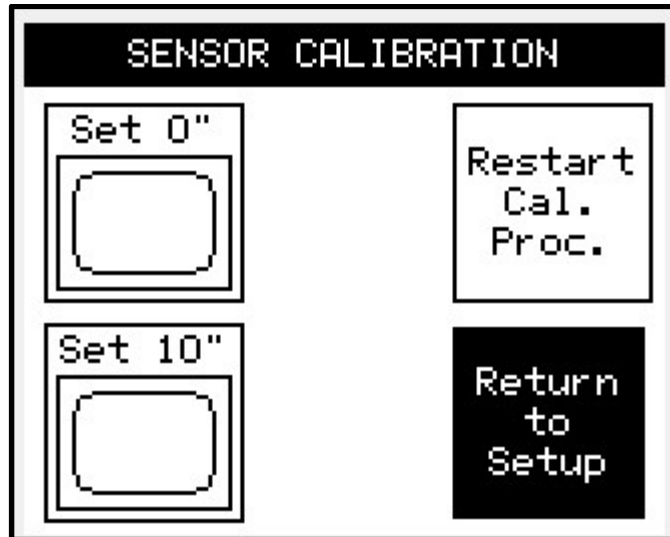 SENSOR CALIBRATION
Set 0"
Restart
Cal.
Proc.
Set 10"
Return
to
Setup